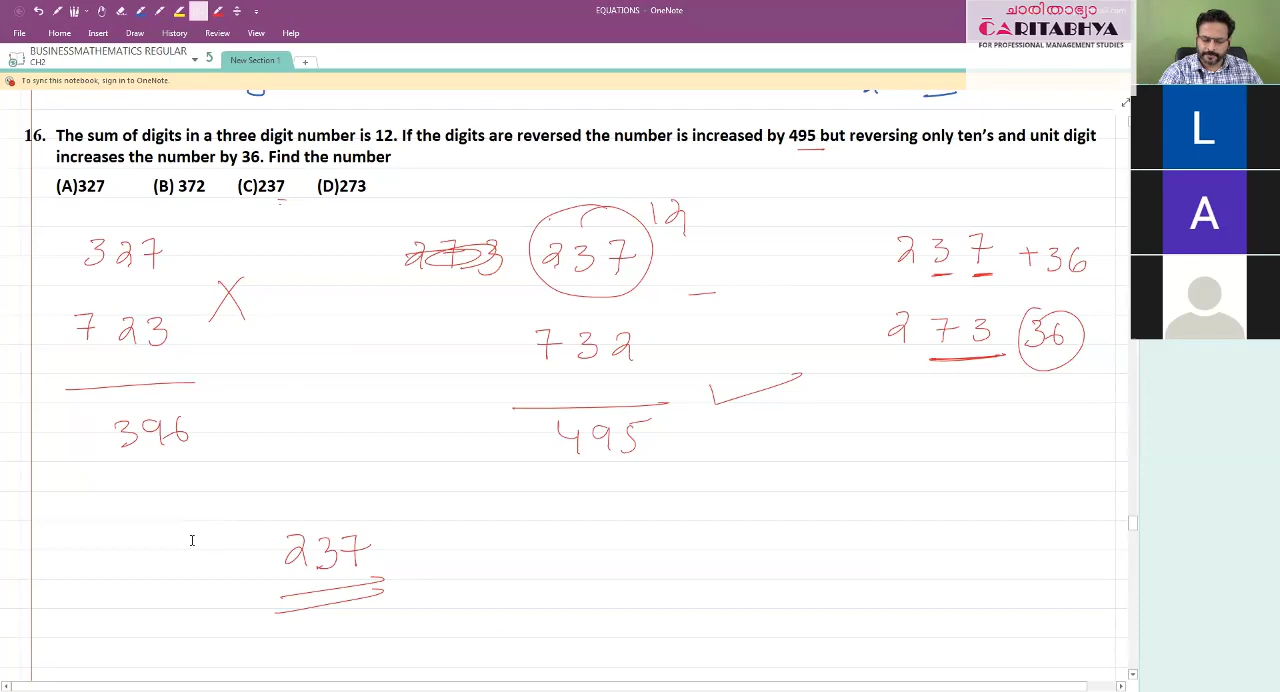 EQUATIONS - OneNote
File Home Insert Draw History Review View Help
BUSINESSMATHEMATICS REGULAR
CH2
New Section 1
To sync this notebook, sign in to OneNote.
ചാരിതാഭ്യാ
CARITABHYA
FOR PROFESSIONAL MANAGEMENT STUDIES
16. The sum of digits in a three digit number is 12. If the digits are reversed the number is increased by 495 but reversing only ten's and unit digit
increases the number by 36. Find the number
(A)327 (B) 372 (C)237 (D)273
327 273 237 12 237 +36
723 X 732 — 273 36
396 495
237
L
A